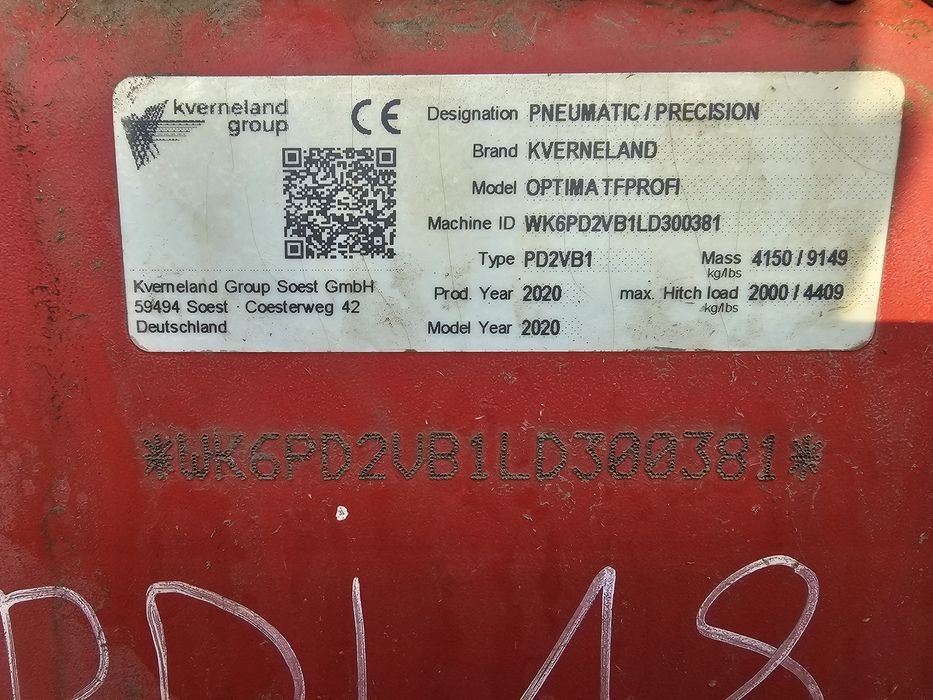 kverneland
group
CE
Designation PNEUMATIC / PRECISION
Brand KVERNELAND
Model OPTIMA TFPROFI
Machine ID WK6PD2VB1LD300381
Type PD2VB1 Mass 4150 / 9149
kg/lbs
Prod. Year 2020 max. Hitch load 2000 / 4409
kg/lbs
Model Year 2020
Kverneland Group Soest GmbH
59494 Soest · Coesterweg 42
Deutschland
*WK6PD2VB1LD300381*